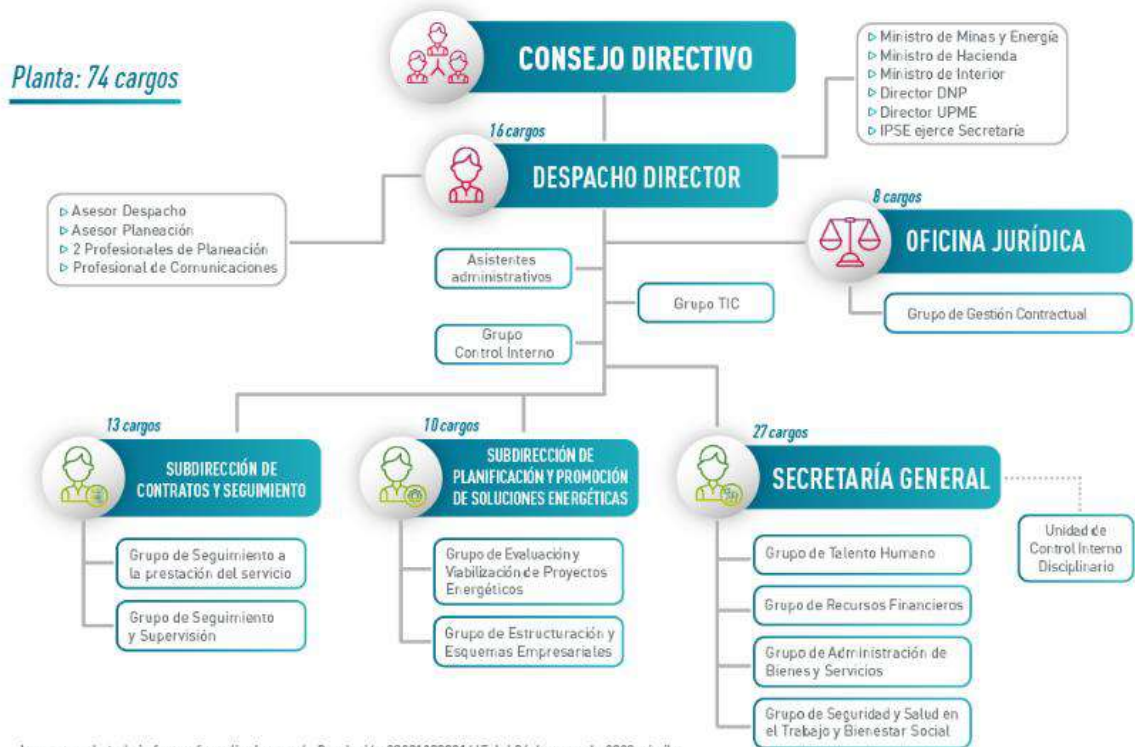 Planta: 74 cargos
CONSEJO DIRECTIVO
▷ Ministro de Minas y Energía
▷ Ministro de Hacienda
▷ Ministro de Interior
▷ Director DNP
▷ Director UPME
▷ IPSE ejerce Secretaría
16 cargos
DESPACHO DIRECTOR
▷ Asesor Despacho
▷ Asesor Planeación
▷ 2 Profesionales de Planeación
▷ Profesional de Comunicaciones
8 cargos
OFICINA JURÍDICA
Grupo de Gestión Contractual
Asistentes
administrativos
Grupo TIC
Grupo
Control Interno
13 cargos
SUBDIRECCIÓN DE
CONTRATOS Y SEGUIMIENTO
Grupo de Seguimiento a
la prestación del servicio
Grupo de Seguimiento
y Supervisión
10 cargos
SUBDIRECCIÓN DE
PLANIFICACIÓN Y PROMOCIÓN
DE SOLUCIONES ENERGÉTICAS
Grupo de Evaluación y
Viabilización de Proyectos
Energéticos
Grupo de Estructuración y
Esquemas Empresariales
27 cargos
SECRETARÍA GENERAL
Unidad de
Control Interno
Disciplinario
Grupo de Talento Humano
Grupo de Recursos Financieros
Grupo de Administración de
Bienes y Servicios
Grupo de Seguridad y Salud en
el Trabajo y Bienestar Social